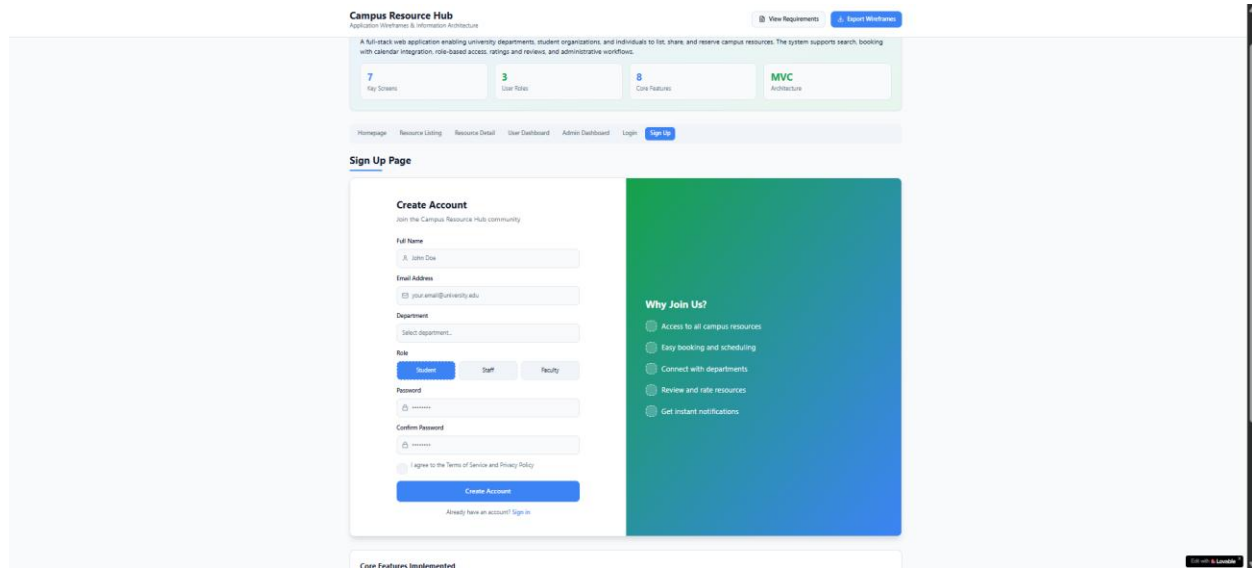 Campus Resource Hub
Application Wireframes & Information Architecture
View Requirements
Export Wireframes
A full-stack web application enabling university departments, student organizations, and individuals to list, share, and reserve campus resources. The system supports search, booking
with calendar integration, role-based access, ratings and reviews, and administrative workflows.
7
Key Screens
3
User Roles
8
Core Features
MVC
Architecture
Homepage Resource Listing Resource Detail User Dashboard Admin Dashboard Login Sign Up
Sign Up Page
Create Account
Join the Campus Resource Hub community
Full Name
John Doe
Email Address
your.email@university.edu
Department
Select department...
Role
Student Staff Faculty
Password
••••••••
Confirm Password
••••••••
I agree to the Terms of Service and Privacy Policy
Create Account
Already have an account? Sign in
Why Join Us?
Access to all campus resources
Easy booking and scheduling
Connect with departments
Review and rate resources
Get instant notifications
Core Features Implemented
Edit with Lovable